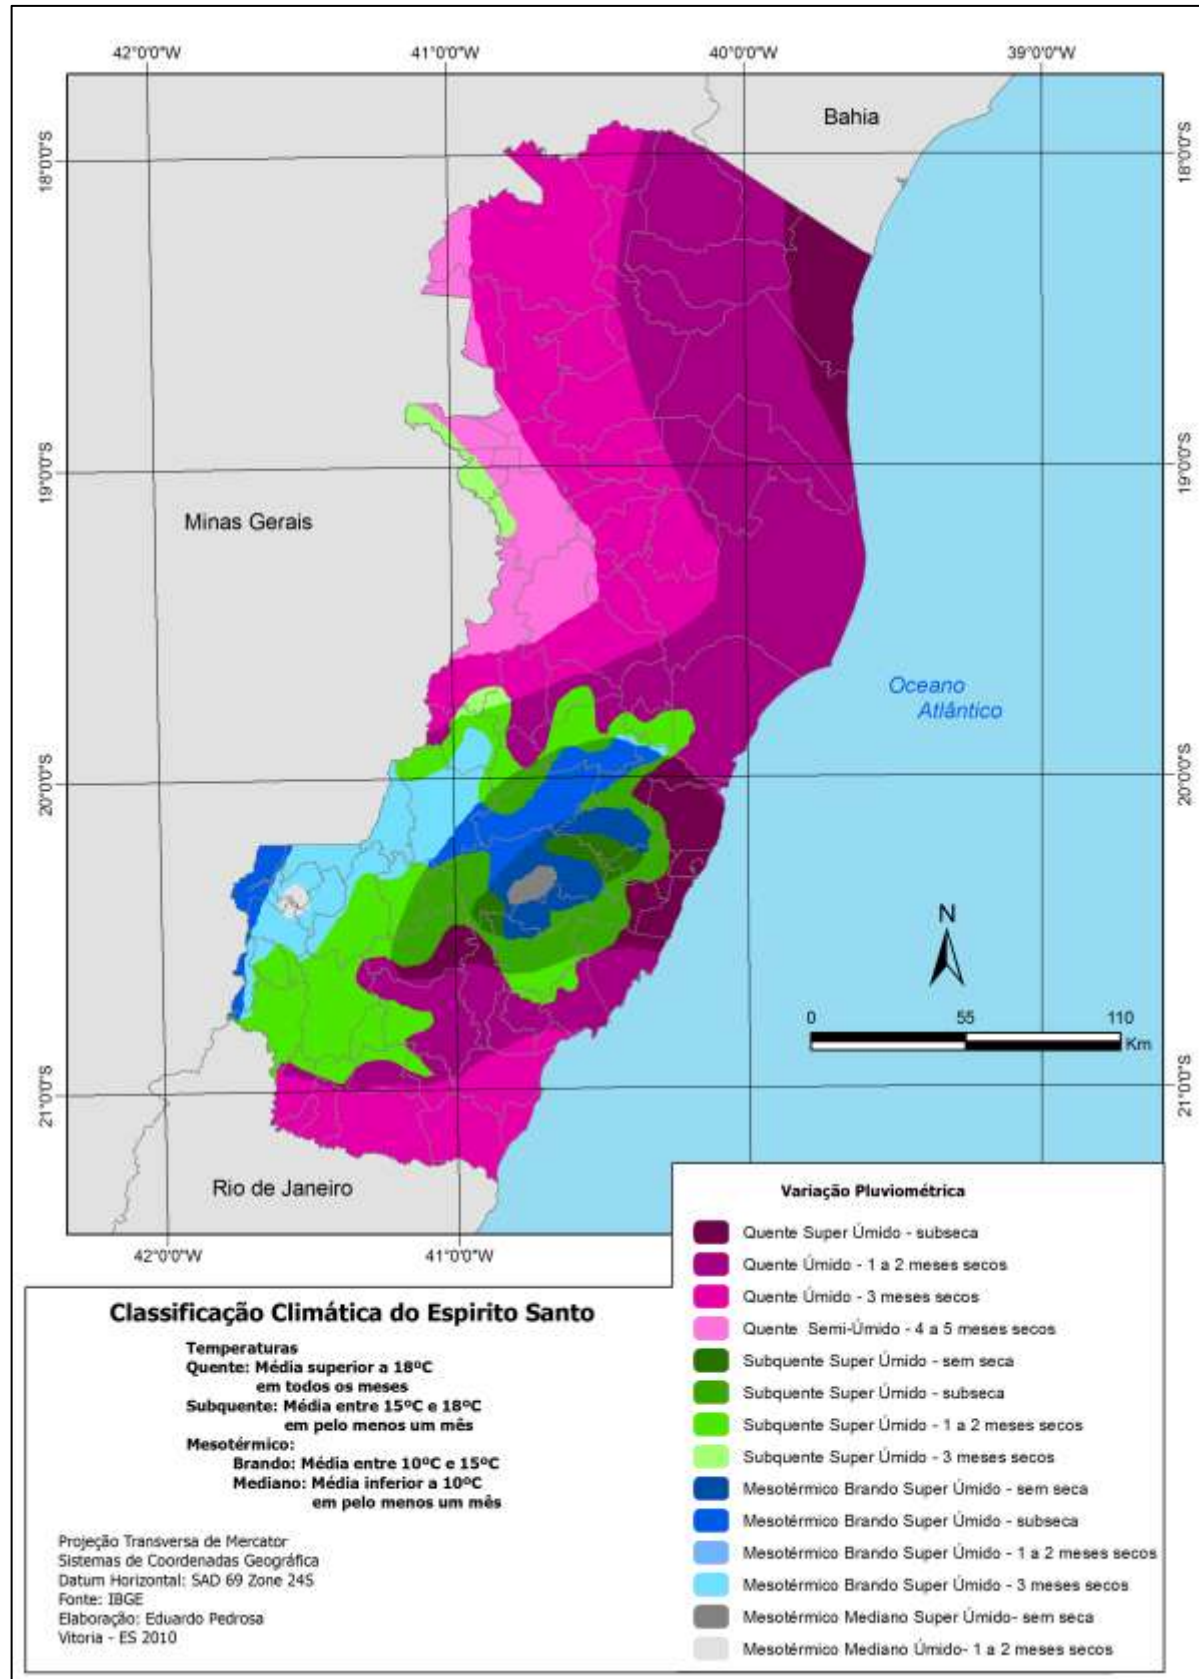 42°0'0"W 41°0'0"W 40°0'0"W 39°0'0"W
Bahia
18°0'0"S 18°0'0"S
19°0'0"S 19°0'0"S
Minas Gerais
Oceano
Atlântico
20°0'0"S 20°0'0"S
N
0 55 110
Km
21°0'0"S 21°0'0"S
Rio de Janeiro
42°0'0"W 41°0'0"W
Variação Pluviométrica
Quente Super Úmido - subseca
Quente Úmido - 1 a 2 meses secos
Quente Úmido - 3 meses secos
Quente Semi-Úmido - 4 a 5 meses secos
Subquente Super Úmido - sem seca
Subquente Super Úmido - subseca
Subquente Super Úmido - 1 a 2 meses secos
Subquente Super Úmido - 3 meses secos
Mesotérmico Brando Super Úmido - sem seca
Mesotérmico Brando Super Úmido - subseca
Mesotérmico Brando Super Úmido - 1 a 2 meses secos
Mesotérmico Brando Super Úmido - 3 meses secos
Mesotérmico Mediano Super Úmido- sem seca
Mesotérmico Mediano Úmido- 1 a 2 meses secos
Classificação Climática do Espirito Santo
Temperaturas
Quente: Média superior a 18ºC
em todos os meses
Subquente: Média entre 15ºC e 18ºC
em pelo menos um mês
Mesotérmico:
Brando: Média entre 10ºC e 15ºC
Mediano: Média inferior a 10ºC
em pelo menos um mês
Projeção Transversa de Mercator
Sistemas de Coordenadas Geográfica
Datum Horizontal: SAD 69 Zone 24S
Fonte: IBGE
Elaboração: Eduardo Pedrosa
Vitoria - ES 2010